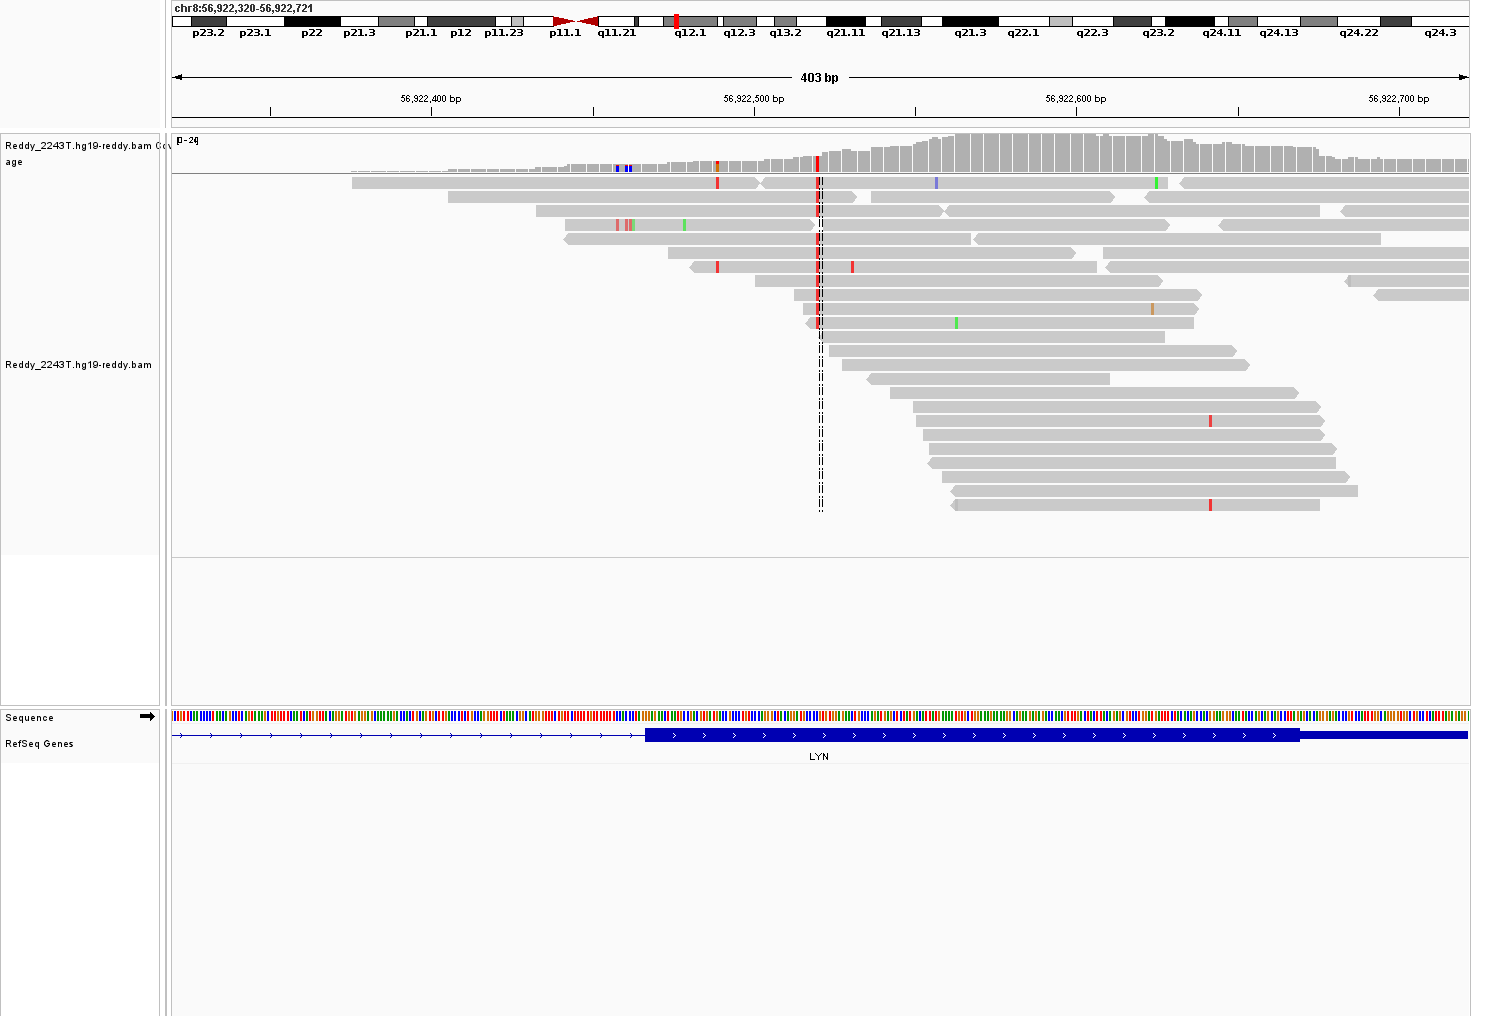 chr8:56,922,320-56,922,721
p23.2 p23.1 p22 p21.3 p21.1 p12 p11.23 p11.1 q11.21 q12.1 q12.3 q13.2 q21.11 q21.13 q21.3 q22.1 q22.3 q23.2 q24.11 q24.13 q24.22 q24.3
403 bp
56,922,400 bp 56,922,500 bp 56,922,600 bp 56,922,700 bp
Reddy_2243T.hg19-reddy.bam Cov
age
[0-24]
Reddy_2243T.hg19-reddy.bam
Sequence
RefSeq Genes
LYN